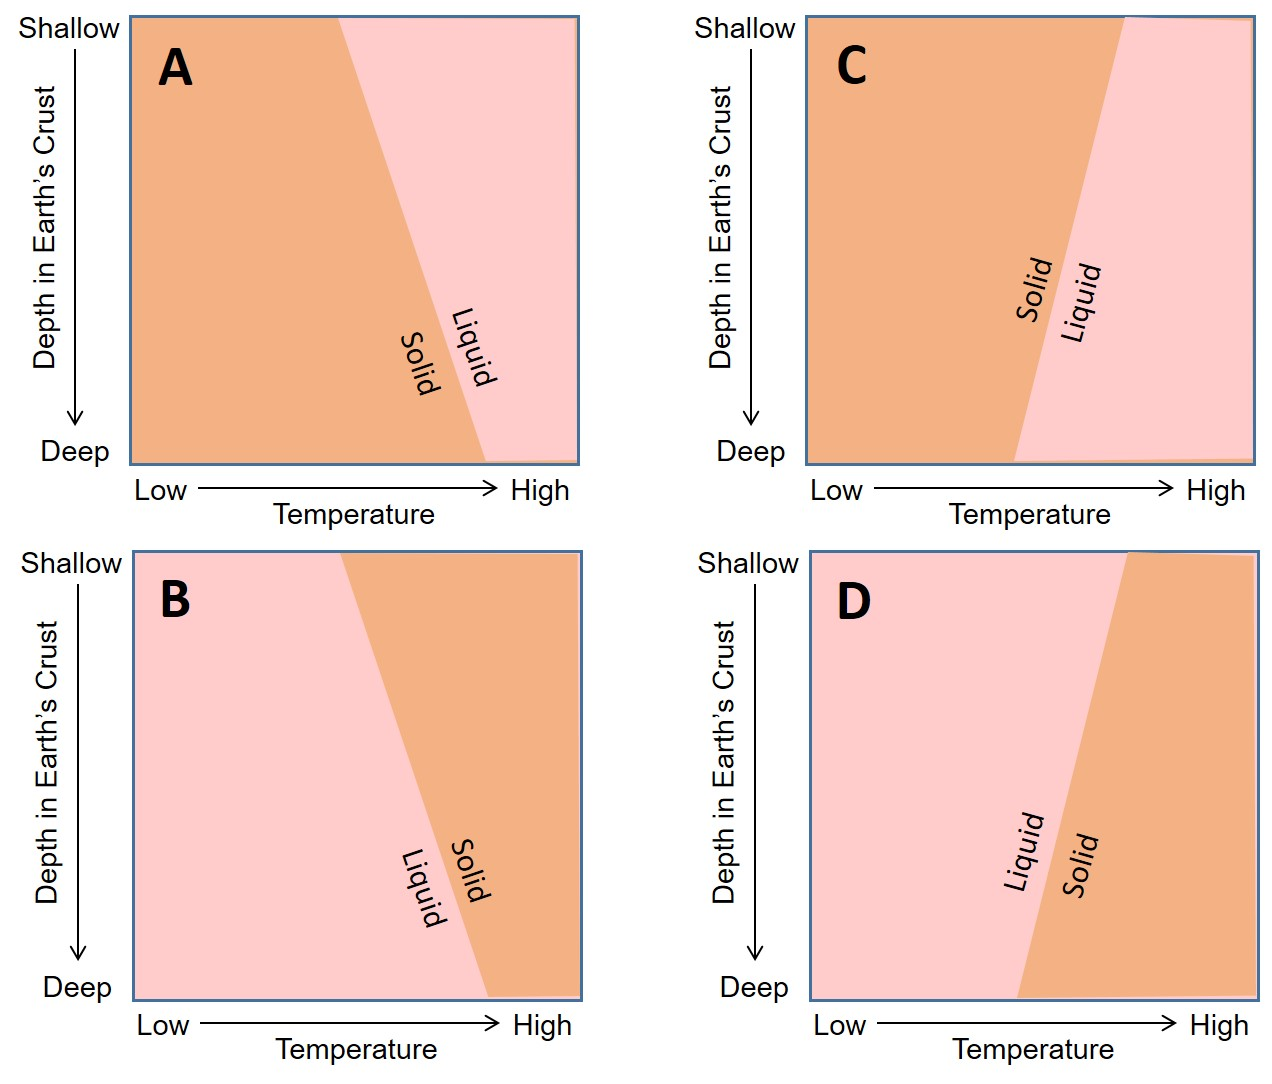 Shallow
A
Depth in Earth's Crust
Solid
Liquid
Deep
Low
High
Temperature
Shallow
C
Depth in Earth's Crust
Solid
Liquid
Deep
Low
High
Temperature
Shallow
B
Depth in Earth's Crust
Liquid
Solid
Deep
Low
High
Temperature
Shallow
D
Depth in Earth's Crust
Liquid
Solid
Deep
Low
High
Temperature